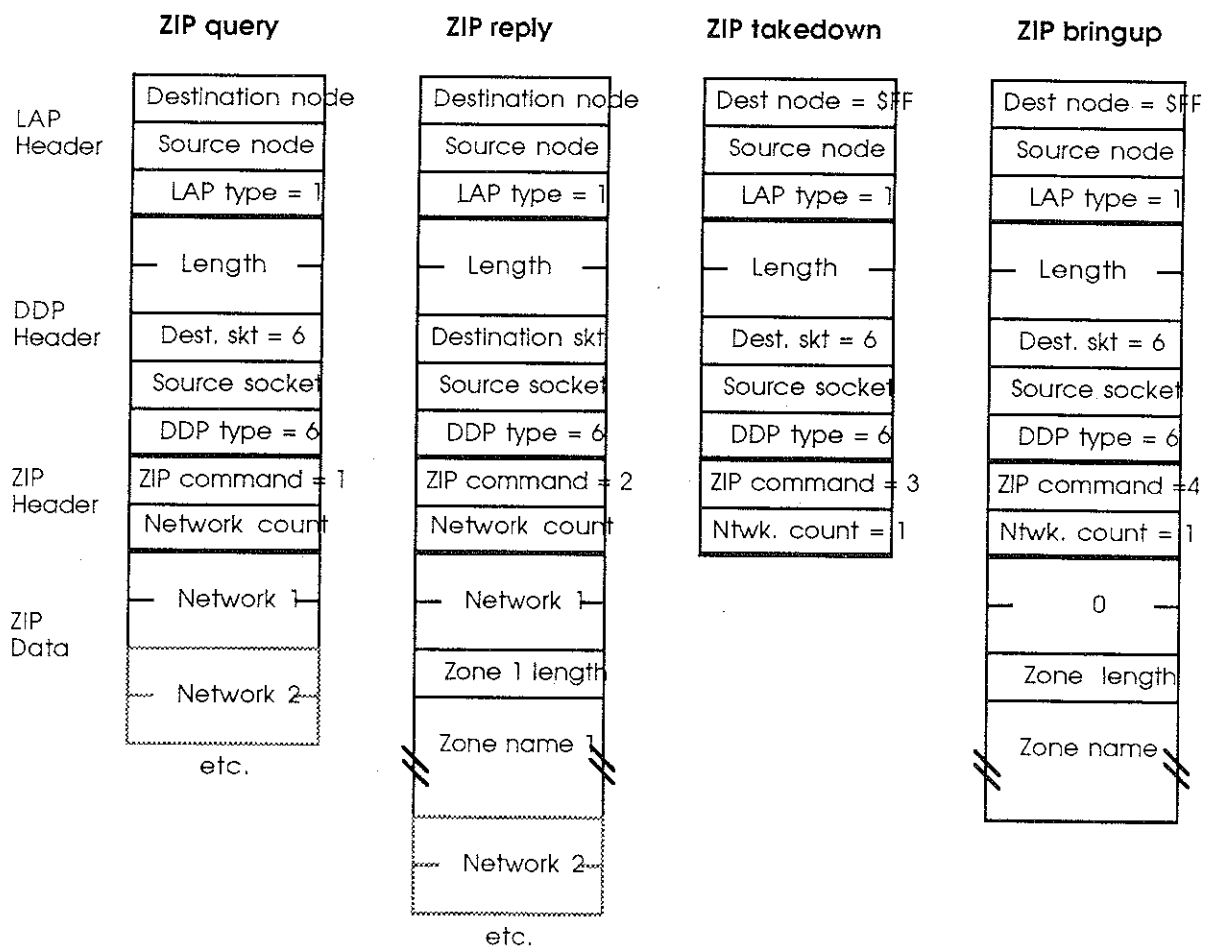 ZIP query
ZIP reply
ZIP takedown
ZIP bringup
LAP
Header
DDP
Header
ZIP
Header
ZIP
Data
Destination node
Source node
LAP type = 1
Length
Dest. skt = 6
Source socket
DDP type = 6
ZIP command = 1
Network count
Network 1
Network 2
etc.
Destination node
Source node
LAP type = 1
Length
Destination skt
Source socket
DDP type = 6
ZIP command = 2
Network count
Network 1
Zone 1 length
Zone name 1
Network 2
etc.
Dest node = $FF
Source node
LAP type = 1
Length
Dest. skt = 6
Source socket
DDP type = 6
ZIP command = 3
Ntwk. count = 1
Dest node = $FF
Source node
LAP type = 1
Length
Dest. skt = 6
Source socket
DDP type = 6
ZIP command =4
Ntwk. count = 1
0
Zone length
Zone name